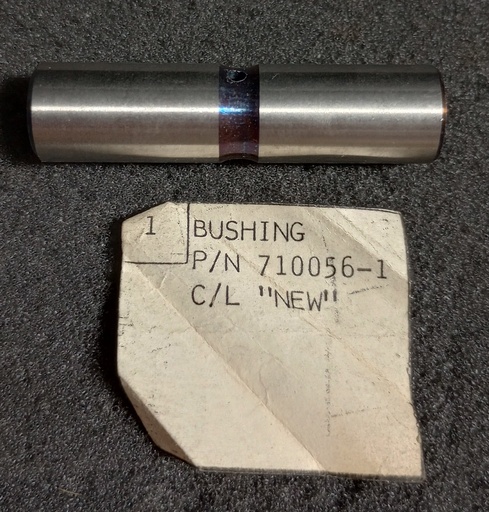 1
BUSHING
P/N 710056-1
C/L "NEW"